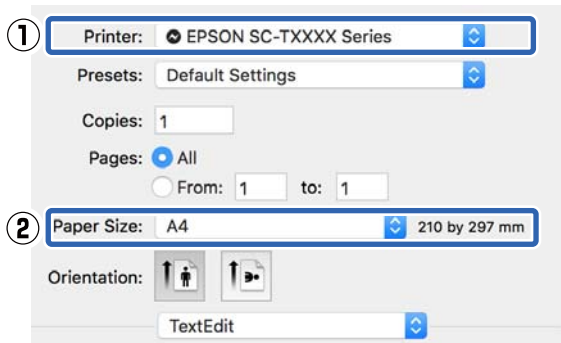 ① Printer: EPSON SC-TXXXX Series
Presets: Default Settings
Copies: 1
Pages: All
From: 1 to: 1
② Paper Size: A4 210 by 297 mm
Orientation:
TextEdit